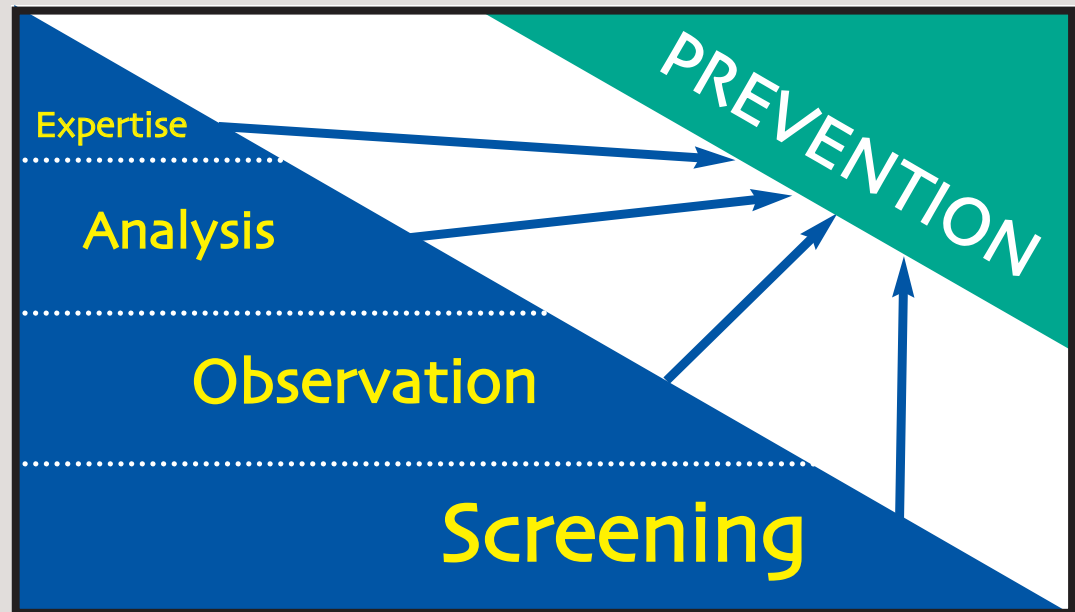 PREVENTION
Expertise
Analysis
Observation
Screening